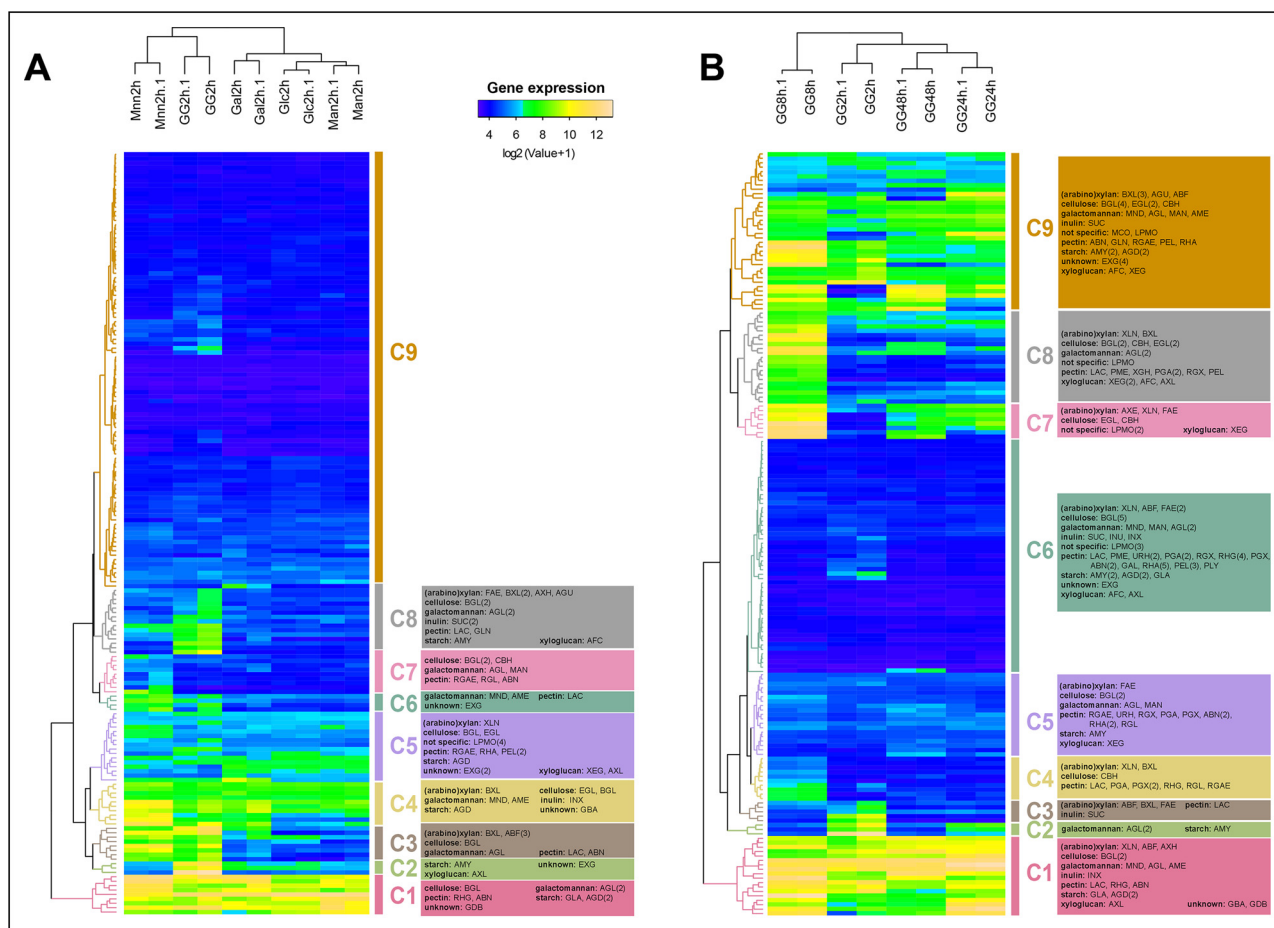 A
Mnn2h
Mnn2h.1
GG2h.1
GG2h
Gal2h
Gal2h.1
Glc2h
Glc2h.1
Man2h.1
Man2h
Gene expression
4 6 8 10 12
log2(Value+1)
C9
C8
(arabino)xylan: FAE, BXL(2), AXH, AGU
cellulose: BGL(2)
galactomannan: AGL(2)
inulin: SUC(2)
pectin: LAC, GLN
starch: AMY xyloglucan: AFC
C7
cellulose: BGL(2), CBH
galactomannan: AGL, MAN
pectin: RGAE, RGL, ABN
C6
galactomannan: MND, AME pectin: LAC
unknown: EXG
C5
(arabino)xylan: XLN
cellulose: BGL, EGL
not specific: LPMO(4)
pectin: RGAE, RHA, PEL(2)
starch: AGD
unknown: EXG(2) xyloglucan: XEG, AXL
C4
(arabino)xylan: BXL cellulose: EGL, BGL
galactomannan: MND, AME inulin: INX
starch: AGD unknown: GBA
C3
(arabino)xylan: BXL, ABF(3)
cellulose: BGL
galactomannan: AGL pectin: LAC, ABN
C2
starch: AMY unknown: EXG
xyloglucan: AXL
C1
cellulose: BGL galactomannan: AGL(2)
pectin: RHG, ABN starch: GLA, AGD(2)
unknown: GDB
B
GG8h.1
GG8h
GG2h.1
GG2h
GG48h.1
GG48h
GG24h.1
GG24h
C9
(arabino)xylan: BXL(3), AGU, ABF
cellulose: BGL(4), EGL(2), CBH
galactomannan: MND, AGL, MAN, AME
inulin: SUC
not specific: MCO, LPMO
pectin: ABN, GLN, RGAE, PEL, RHA
starch: AMY(2), AGD(2)
unknown: EXG(4)
xyloglucan: AFC, XEG
C8
(arabino)xylan: XLN, BXL
cellulose: BGL(2), CBH, EGL(2)
galactomannan: AGL(2)
not specific: LPMO
pectin: LAC, PME, XGH, PGA(2), RGX, PEL
xyloglucan: XEG(2), AFC, AXL
C7
(arabino)xylan: AXE, XLN, FAE
cellulose: EGL, CBH
not specific: LPMO(2) xyloglucan: XEG
C6
(arabino)xylan: XLN, ABF, FAE(2)
cellulose: BGL(5)
galactomannan: MND, MAN, AGL(2)
inulin: SUC, INU, INX
not specific: LPMO(3)
pectin: LAC, PME, URH(2), PGA(2), RGX, RHG(4), PGX,
ABN(2), GAL, RHA(5), PEL(3), PLY
starch: AMY(2), AGD(2), GLA
unknown: EXG
xyloglucan: AFC, AXL
C5
(arabino)xylan: FAE
cellulose: BGL(2)
galactomannan: AGL, MAN
pectin: RGAE, URH, RGX, PGA, PGX, ABN(2),
RHA(2), RGL
starch: AMY
xyloglucan: XEG
C4
(arabino)xylan: XLN, BXL
cellulose: CBH
pectin: LAC, PGA, PGX(2), RHG, RGL, RGAE
C3
(arabino)xylan: ABF, BXL, FAE pectin: LAC
inulin: SUC
C2
galactomannan: AGL(2) starch: AMY
C1
(arabino)xylan: XLN, ABF, AXH
cellulose: BGL(2)
galactomannan: MND, AGL, AME
inulin: INX
pectin: LAC, RHG, ABN
starch: GLA, AGD(2)
xyloglucan: AXL unknown: GBA, GDB